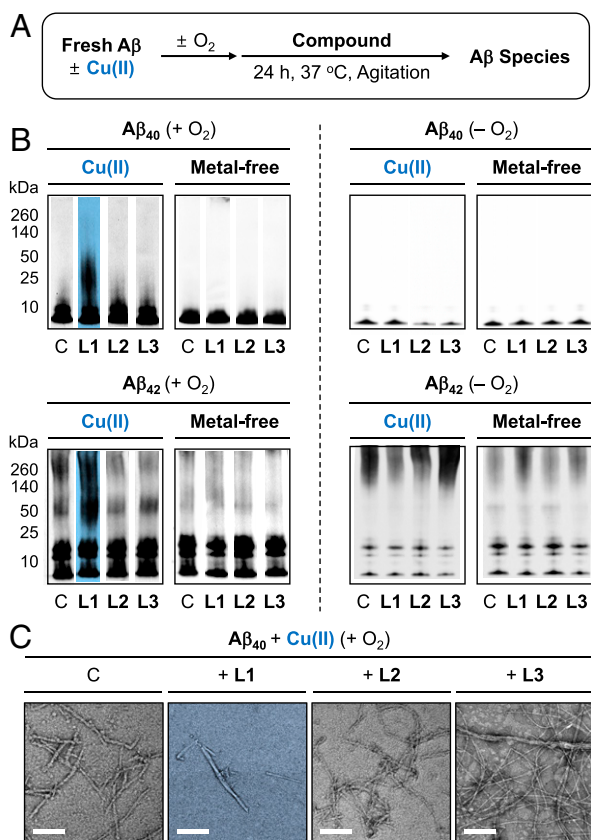 A
Fresh Aβ
± Cu(II)
± O2
Compound
24 h, 37 °C, Agitation
Aβ Species
B
Aβ40 (+ O2)
Aβ40 (– O2)
Cu(II) Metal-free Cu(II) Metal-free
kDa
260
140
50
25
10
C L1 L2 L3 C L1 L2 L3 C L1 L2 L3 C L1 L2 L3
Aβ42 (+ O2)
Aβ42 (– O2)
Cu(II) Metal-free Cu(II) Metal-free
kDa
260
140
50
25
10
C L1 L2 L3 C L1 L2 L3 C L1 L2 L3 C L1 L2 L3
C
Aβ40 + Cu(II) (+ O2)
C + L1 + L2 + L3